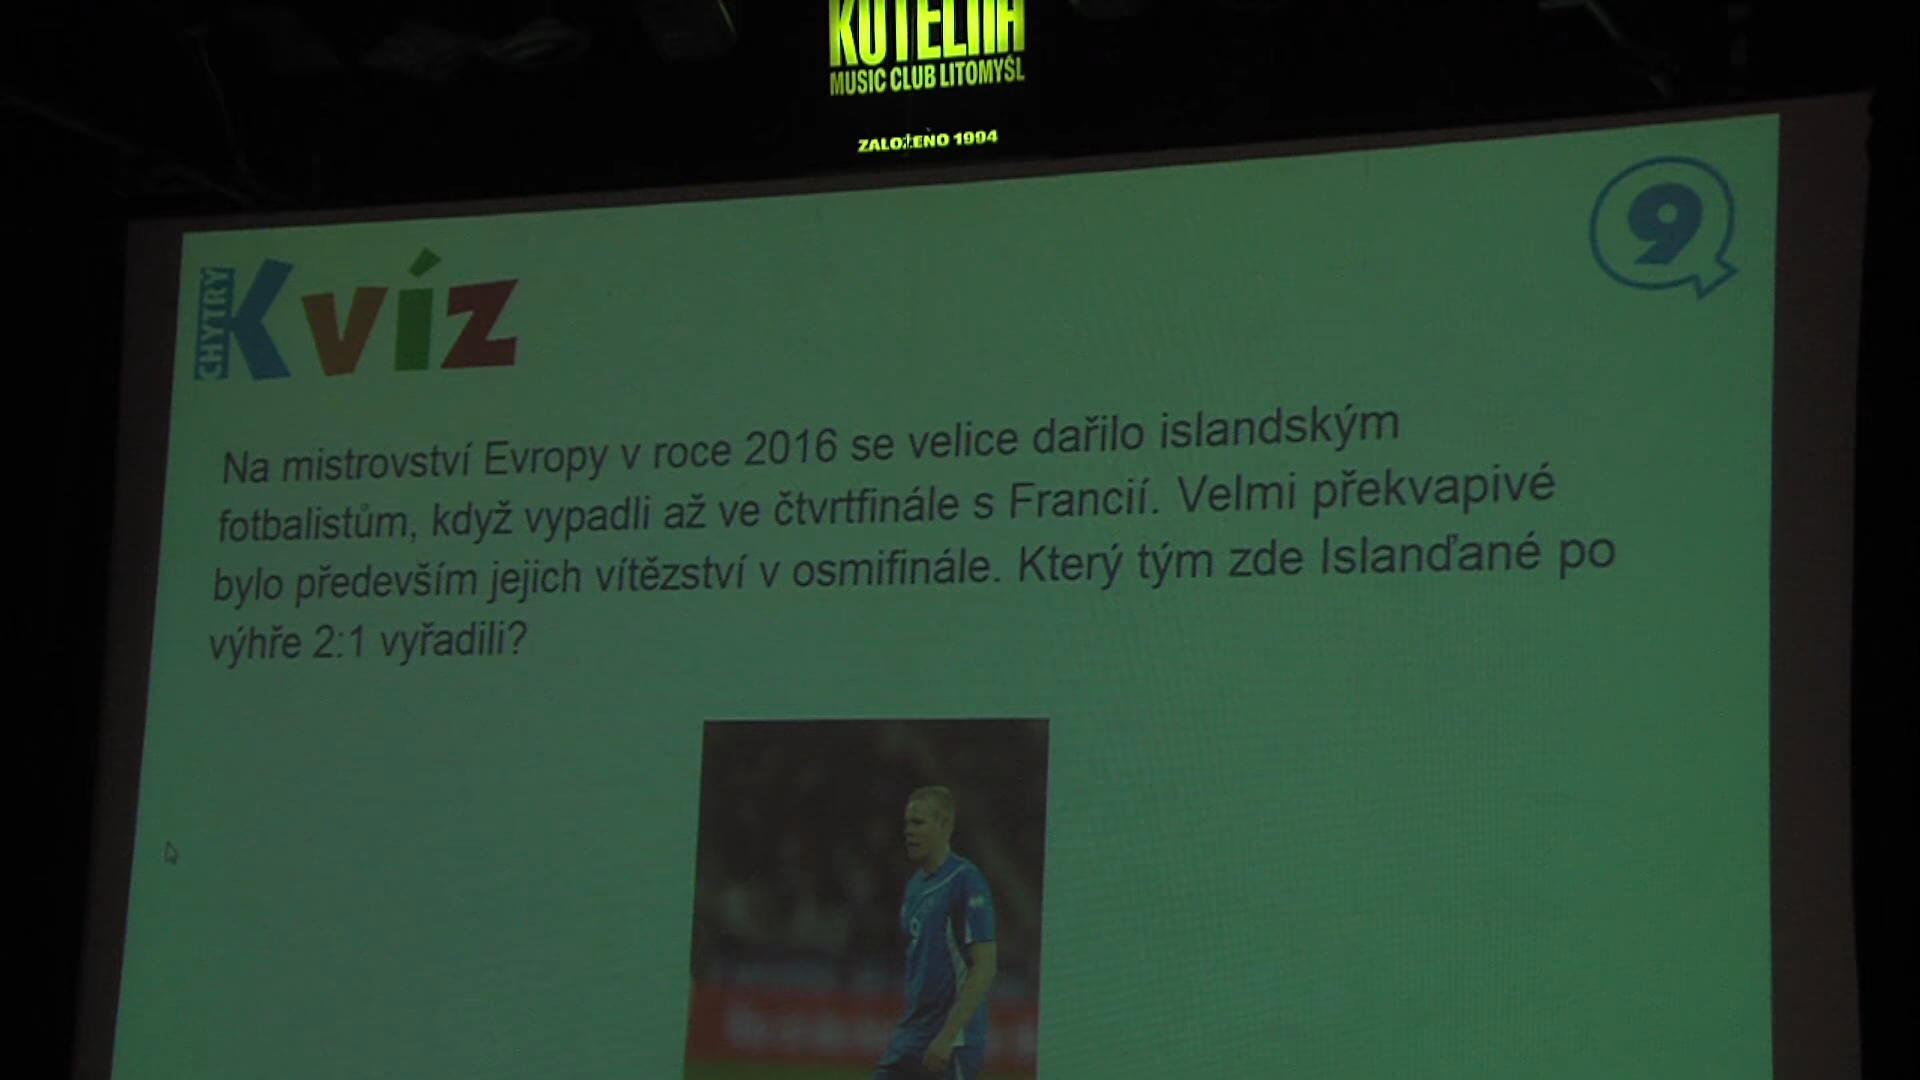 KOTELNA
MUSIC CLUB LITOMYŠL
ZALOŽENO 1994
9
CHYTRÝ
Kvíz
Na mistrovství Evropy v roce 2016 se velice dařilo islandským
fotbalistům, když vypadli až ve čtvrtfinále s Francií. Velmi překvapivé
bylo především jejich vítězství v osmifinále. Který tým zde Islanďané po
výhře 2:1 vyřadili?
9